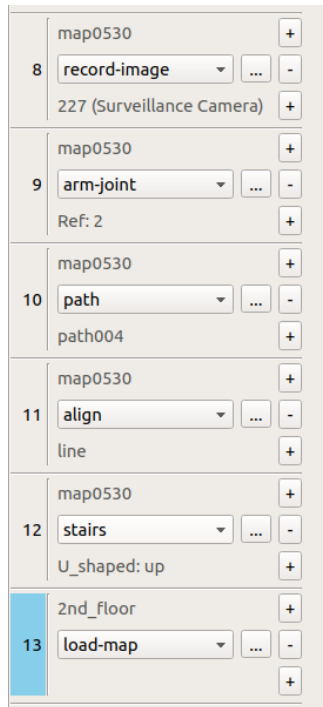 map0530 +
8 record-image ... -
227 (Surveillance Camera) +
map0530 +
9 arm-joint ... -
Ref: 2 +
map0530 +
10 path ... -
path004 +
map0530 +
11 align ... -
line +
map0530 +
12 stairs ... -
U_shaped: up +
2nd_floor +
13 load-map ... -
+